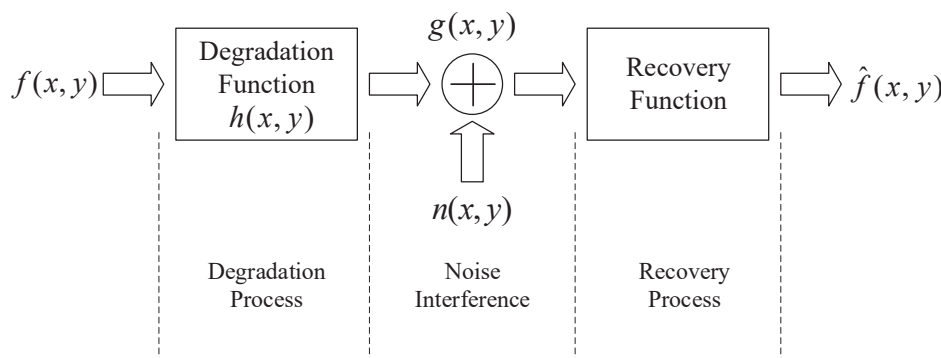 g(x, y)
f(x, y)
Degradation
Function
h(x, y)
Recovery
Function
f̂(x, y)
n(x, y)
Degradation
Process
Noise
Interference
Recovery
Process